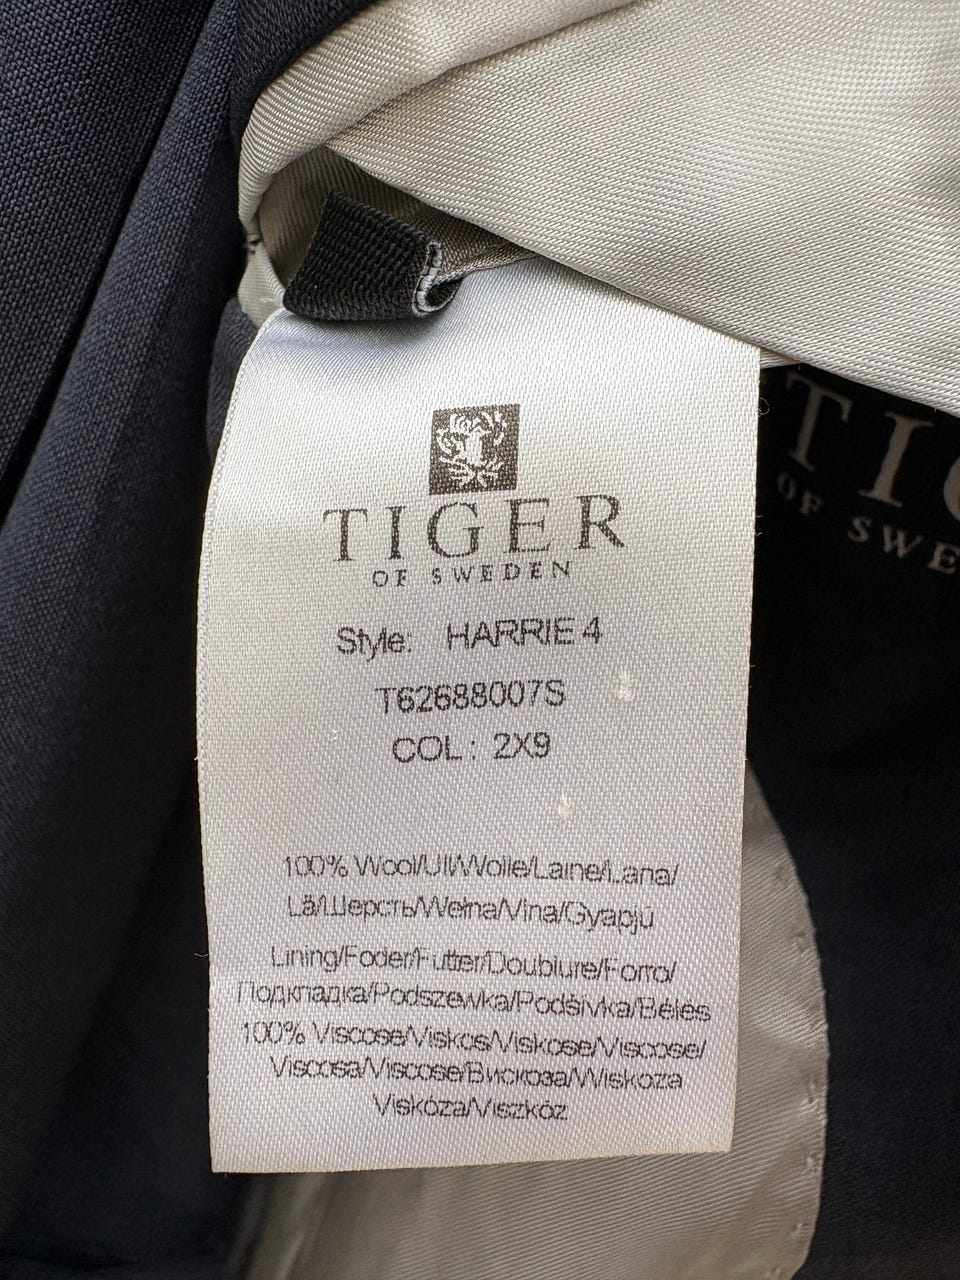 TIGER
OF SWEDEN
Style: HARRIE 4
T62688007S
COL : 2X9
100% Wool/Ull/Wolle/Laine/Lana/
Lã/Шерсть/Wełna/Vlna/Gyapjú
Lining/Foder/Futter/Doublure/Forro/
Подкладка/Podszewka/Podšívka/Bélés
100% Viscose/Viskos/Viskose/Viscose/
Viscosa/Viscose/Вискоза/Wiskoza
Viskóza/Viszkóz
TI
OF SWE